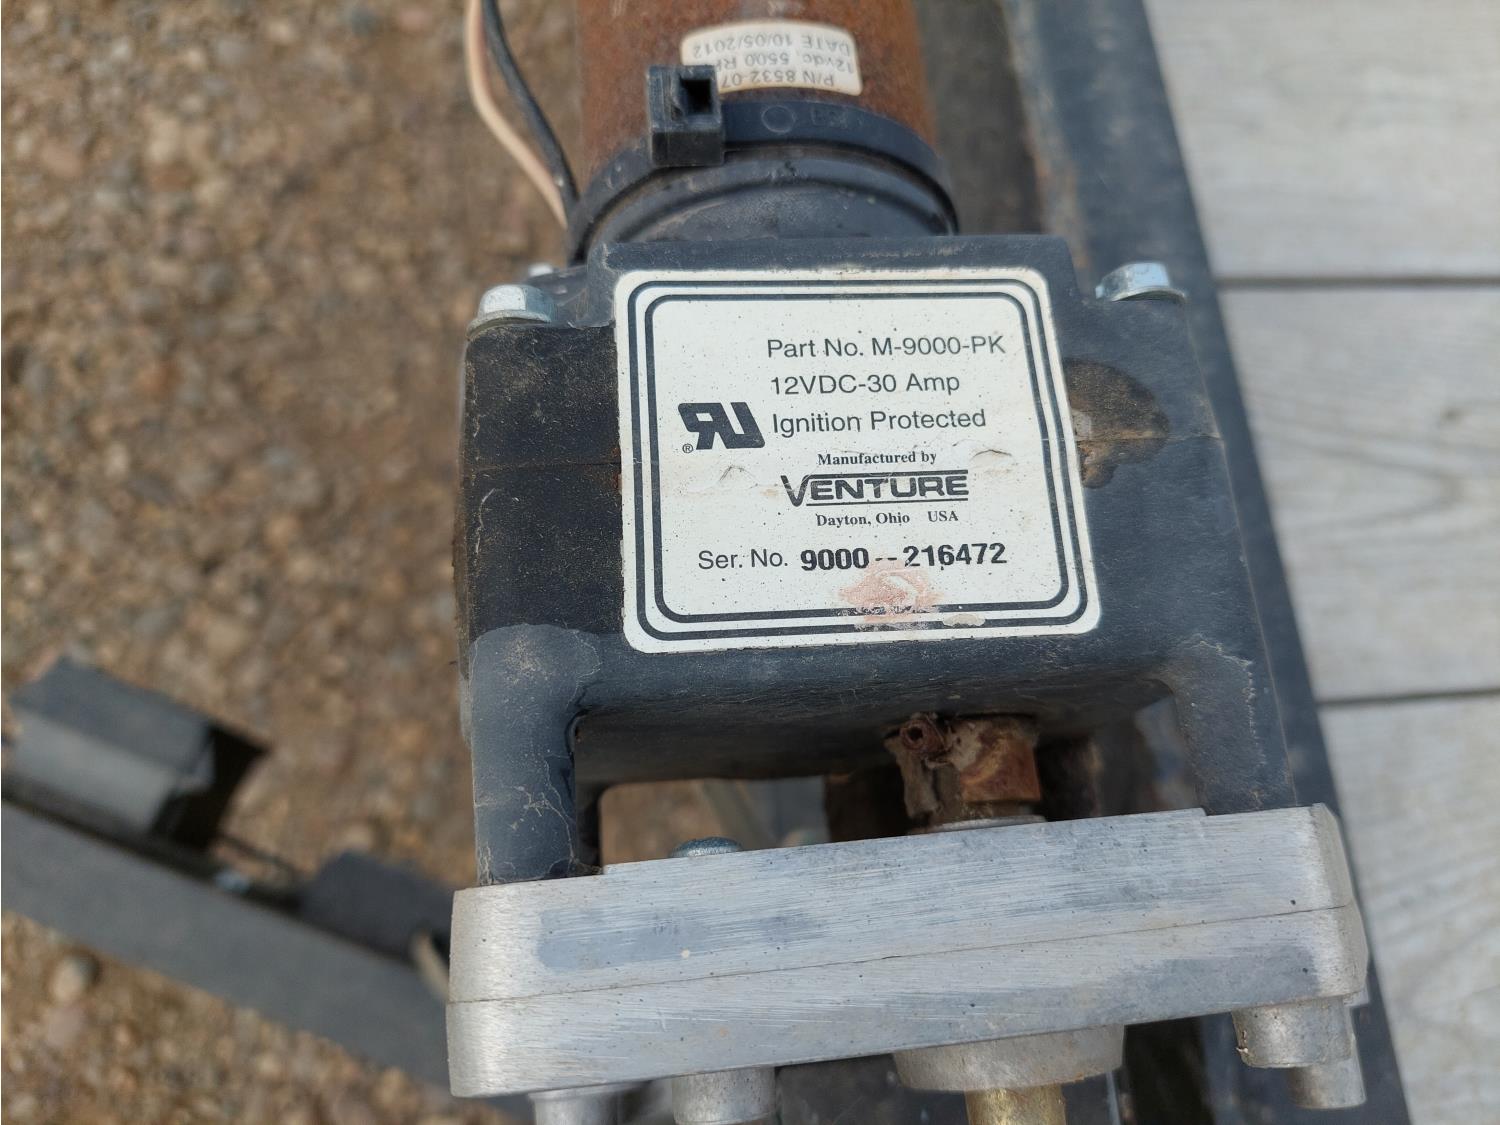 P/N 8532-07
12vdc, 5500
DATE 10/05/2012
Part No. M-9000-PK
12VDC-30 Amp
Ignition Protected
®
Manufactured by
VENTURE
Dayton, Ohio USA
Ser. No. 9000--216472